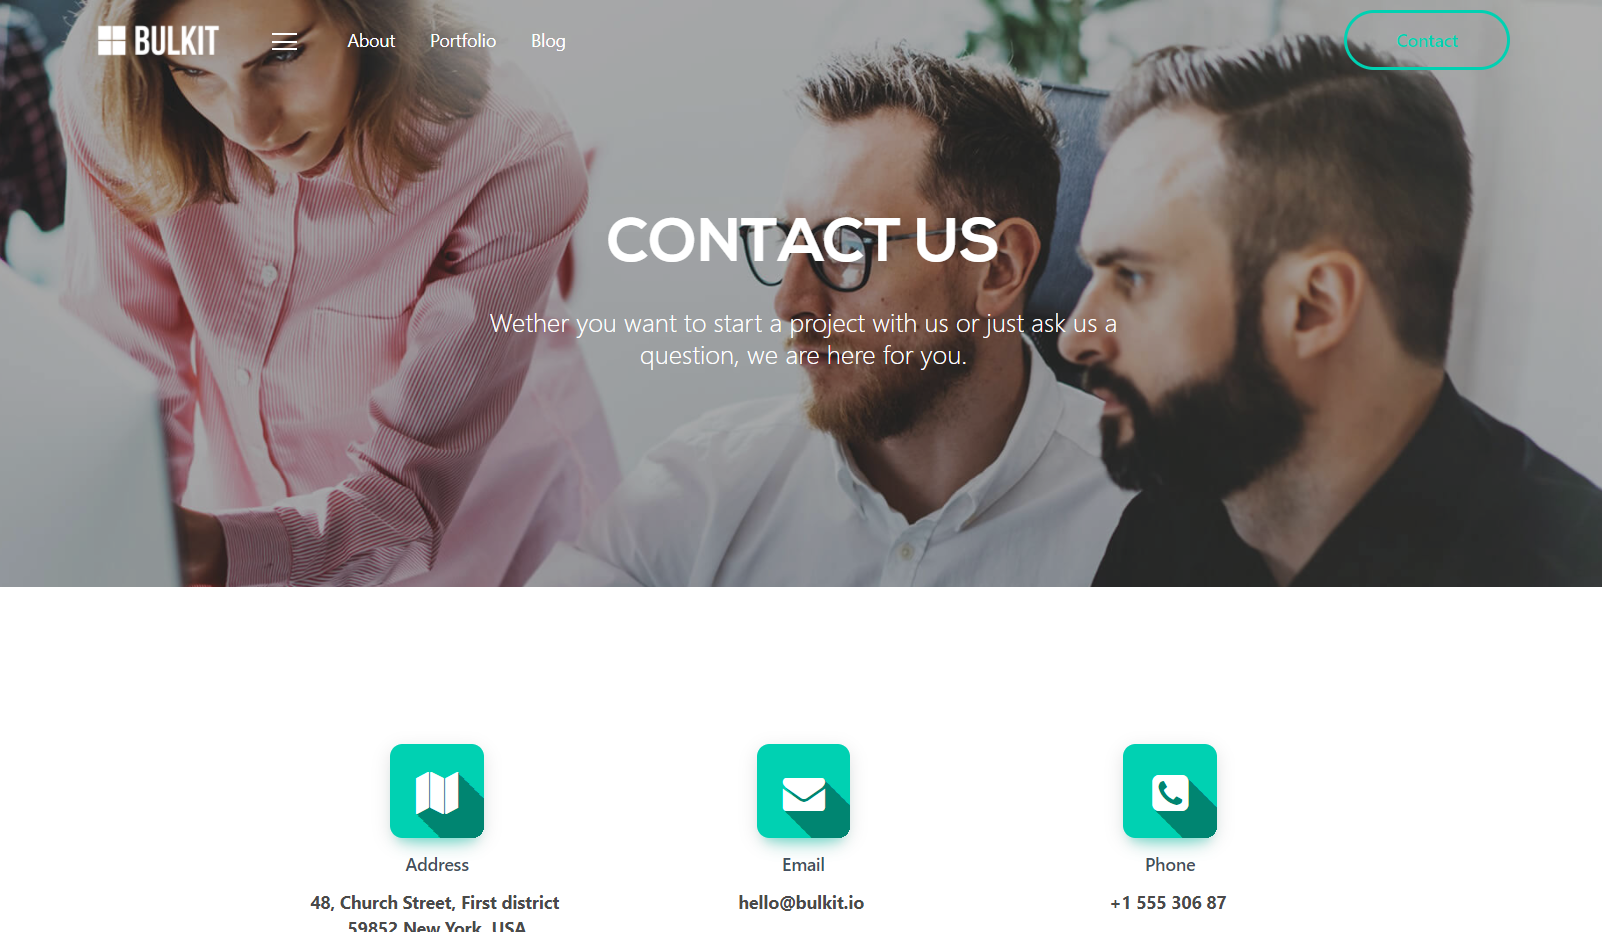 BULKIT
About
Portfolio
Blog
Contact
CONTACT US
Wether you want to start a project with us or just ask us a
question, we are here for you.
Address
Email
Phone
48, Church Street, First district
59852 New York, USA
hello@bulkit.io
+1 555 306 87